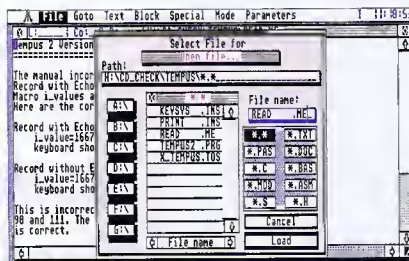 File Goto Text Block Special Mode Parameters
Tempus 2 Version
The manual incor
Record with Echo
Macro i_values a
Here are the cor
Record with Echo
i_value=1667
keyboard sho
Record without E
i_value=1667
keyboard sho
This is incorrec
98 and 111. The
is correct.
Select File for
Open file...
Path:
H:\CD_CHECK\TEMPUS\*.*
A:\
B:\
C:\
D:\
E:\
F:\
G:\
*.*
KEYSYS .INS
PRINT .INS
READ .ME
TEMPUS2 .PRG
X_TEMPUS.TOS
File name
File name:
READ .ME
*.* *.TXT
*.PAS *.DOC
*.C *.BAS
*.MOD *.ASM
*.S *.H
Cancel
Load